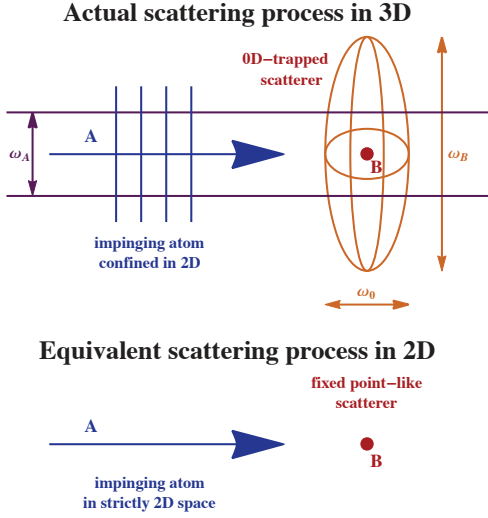 Actual scattering process in 3D
0D−trapped
scatterer
A
ω_A
B
ω_B
impinging atom
confined in 2D
ω_0
Equivalent scattering process in 2D
fixed point−like
scatterer
A
B
impinging atom
in strictly 2D space